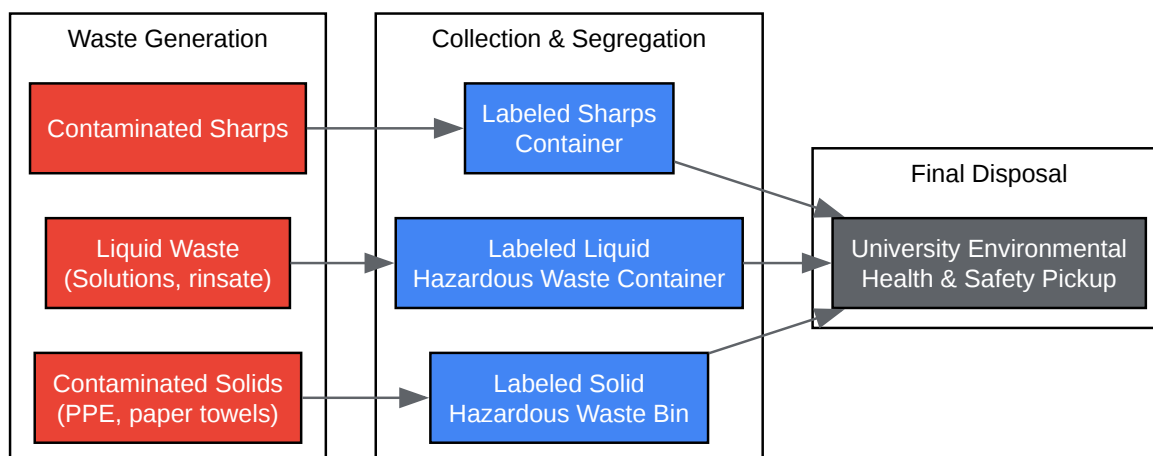 Waste Generation
Contaminated Sharps
Liquid Waste
(Solutions, rinsate)
Contaminated Solids
(PPE, paper towels)
Collection & Segregation
Labeled Sharps
Container
Labeled Liquid
Hazardous Waste Container
Labeled Solid
Hazardous Waste Bin
Final Disposal
University Environmental
Health & Safety Pickup